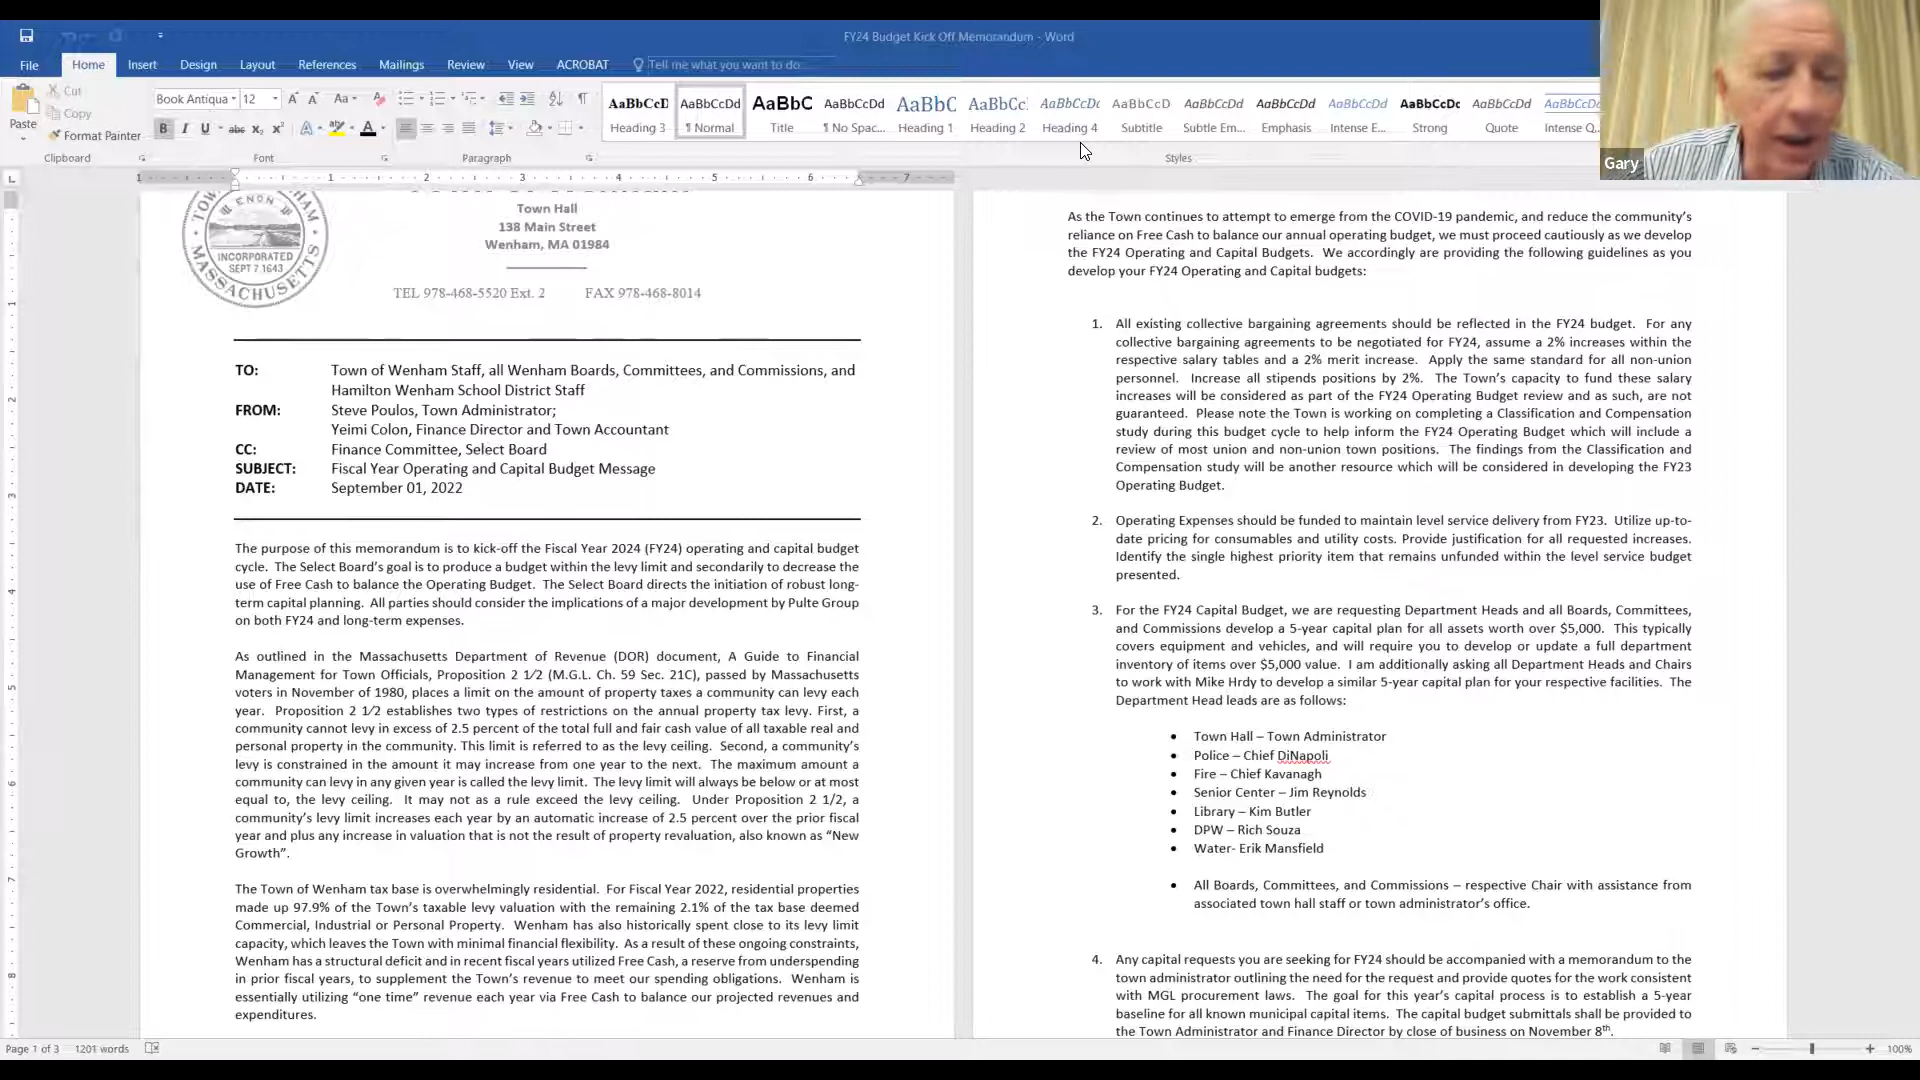 FY24 Budget Kick Off Memorandum - Word
File Home Insert Design Layout References Mailings Review View ACROBAT Tell me what you want to do
Paste
Cut
Copy
Format Painter
Book Antiqua 12
AaBbCcD AaBbCcDd AaBbC AaBbCcDd AaBbC AaBbCc AaBbCcDc AaBbCcD AaBbCcDd AaBbCcDd AaBbCcDd AaBbCcDc AaBbCcDd AaBbCcDd
Heading 3 ¶ Normal Title ¶ No Spac... Heading 1 Heading 2 Heading 4 Subtitle Subtle Em... Emphasis Intense E... Strong Quote Intense Q...
Clipboard Font Paragraph Styles
Gary
1 1 2 3 4 5 6 7
ENON
INCORPORATED
SEPT 7 1643
MASSACHUSETTS
Town Hall
138 Main Street
Wenham, MA 01984
TEL 978-468-5520 Ext. 2 FAX 978-468-8014
TO: Town of Wenham Staff, all Wenham Boards, Committees, and Commissions, and
Hamilton Wenham School District Staff
FROM: Steve Poulos, Town Administrator;
Yeimi Colon, Finance Director and Town Accountant
CC: Finance Committee, Select Board
SUBJECT: Fiscal Year Operating and Capital Budget Message
DATE: September 01, 2022
The purpose of this memorandum is to kick-off the Fiscal Year 2024 (FY24) operating and capital budget
cycle. The Select Board's goal is to produce a budget within the levy limit and secondarily to decrease the
use of Free Cash to balance the Operating Budget. The Select Board directs the initiation of robust long-
term capital planning. All parties should consider the implications of a major development by Pulte Group
on both FY24 and long-term expenses.
As outlined in the Massachusetts Department of Revenue (DOR) document, A Guide to Financial
Management for Town Officials, Proposition 2 1/2 (M.G.L. Ch. 59 Sec. 21C), passed by Massachusetts
voters in November of 1980, places a limit on the amount of property taxes a community can levy each
year. Proposition 2 1/2 establishes two types of restrictions on the annual property tax levy. First, a
community cannot levy in excess of 2.5 percent of the total full and fair cash value of all taxable real and
personal property in the community. This limit is referred to as the levy ceiling. Second, a community's
levy is constrained in the amount it may increase from one year to the next. The maximum amount a
community can levy in any given year is called the levy limit. The levy limit will always be below or at most
equal to, the levy ceiling. It may not as a rule exceed the levy ceiling. Under Proposition 2 1/2, a
community's levy limit increases each year by an automatic increase of 2.5 percent over the prior fiscal
year and plus any increase in valuation that is not the result of property revaluation, also known as “New
Growth”.
The Town of Wenham tax base is overwhelmingly residential. For Fiscal Year 2022, residential properties
made up 97.9% of the Town's taxable levy valuation with the remaining 2.1% of the tax base deemed
Commercial, Industrial or Personal Property. Wenham has also historically spent close to its levy limit
capacity, which leaves the Town with minimal financial flexibility. As a result of these ongoing constraints,
Wenham has a structural deficit and in recent fiscal years utilized Free Cash, a reserve from underspending
in prior fiscal years, to supplement the Town's revenue to meet our spending obligations. Wenham is
essentially utilizing “one time” revenue each year via Free Cash to balance our projected revenues and
expenditures.
As the Town continues to attempt to emerge from the COVID-19 pandemic, and reduce the community's
reliance on Free Cash to balance our annual operating budget, we must proceed cautiously as we develop
the FY24 Operating and Capital Budgets. We accordingly are providing the following guidelines as you
develop your FY24 Operating and Capital budgets:
1. All existing collective bargaining agreements should be reflected in the FY24 budget. For any
collective bargaining agreements to be negotiated for FY24, assume a 2% increases within the
respective salary tables and a 2% merit increase. Apply the same standard for all non-union
personnel. Increase all stipends positions by 2%. The Town's capacity to fund these salary
increases will be considered as part of the FY24 Operating Budget review and as such, are not
guaranteed. Please note the Town is working on completing a Classification and Compensation
study during this budget cycle to help inform the FY24 Operating Budget which will include a
review of most union and non-union town positions. The findings from the Classification and
Compensation study will be another resource which will be considered in developing the FY23
Operating Budget.
2. Operating Expenses should be funded to maintain level service delivery from FY23. Utilize up-to-
date pricing for consumables and utility costs. Provide justification for all requested increases.
Identify the single highest priority item that remains unfunded within the level service budget
presented.
3. For the FY24 Capital Budget, we are requesting Department Heads and all Boards, Committees,
and Commissions develop a 5-year capital plan for all assets worth over $5,000. This typically
covers equipment and vehicles, and will require you to develop or update a full department
inventory of items over $5,000 value. I am additionally asking all Department Heads and Chairs
to work with Mike Hrdy to develop a similar 5-year capital plan for your respective facilities. The
Department Head leads are as follows:
• Town Hall – Town Administrator
• Police – Chief DiNapoli
• Fire – Chief Kavanagh
• Senior Center – Jim Reynolds
• Library – Kim Butler
• DPW – Rich Souza
• Water- Erik Mansfield
• All Boards, Committees, and Commissions – respective Chair with assistance from
associated town hall staff or town administrator's office.
4. Any capital requests you are seeking for FY24 should be accompanied with a memorandum to the
town administrator outlining the need for the request and provide quotes for the work consistent
with MGL procurement laws. The goal for this year's capital process is to establish a 5-year
baseline for all known municipal capital items. The capital budget submittals shall be provided to
the Town Administrator and Finance Director by close of business on November 8th.
Page 1 of 3 1201 words 100%